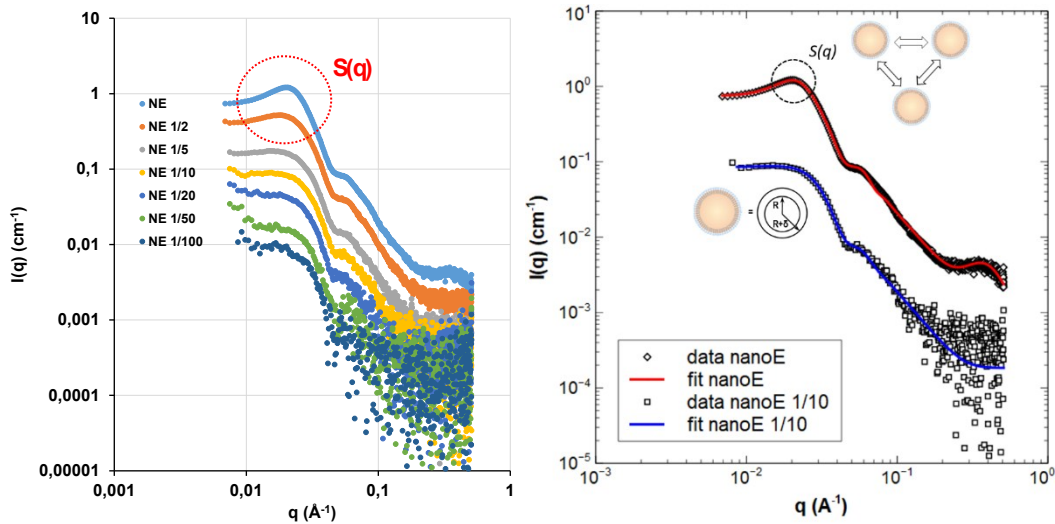 I(q) (cm⁻¹)
10
1
0,1
0,01
0,001
0,0001
0,00001
S(q)
NE
NE 1/2
NE 1/5
NE 1/10
NE 1/20
NE 1/50
NE 1/100
0,001
0,01
0,1
1
q (Å⁻¹)
I(q) (cm⁻¹)
10¹
10⁰
10⁻¹
10⁻²
10⁻³
10⁻⁴
10⁻⁵
S(q)
=
R
R+δ
data nanoE
fit nanoE
data nanoE 1/10
fit nanoE 1/10
10⁻³
10⁻²
10⁻¹
10⁰
q (A⁻¹)